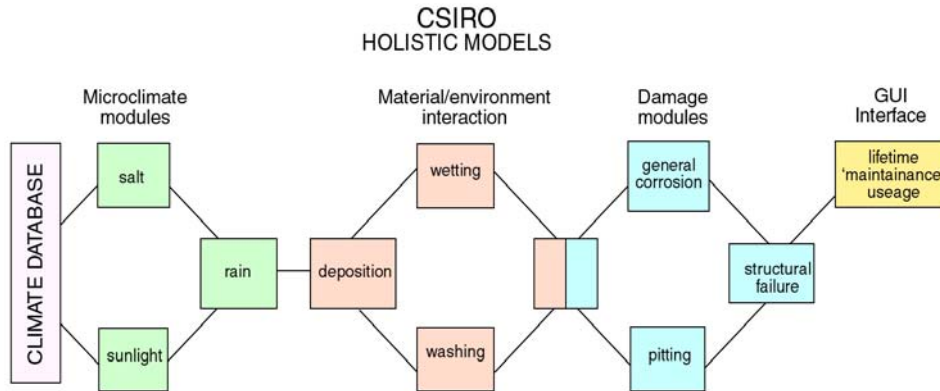 CSIRO
HOLISTIC MODELS
Microclimate
modules
Material/environment
interaction
Damage
modules
GUI
Interface
CLIMATE DATABASE
salt
sunlight
rain
deposition
wetting
washing
general
corrosion
pitting
structural
failure
lifetime
'maintainance
useage